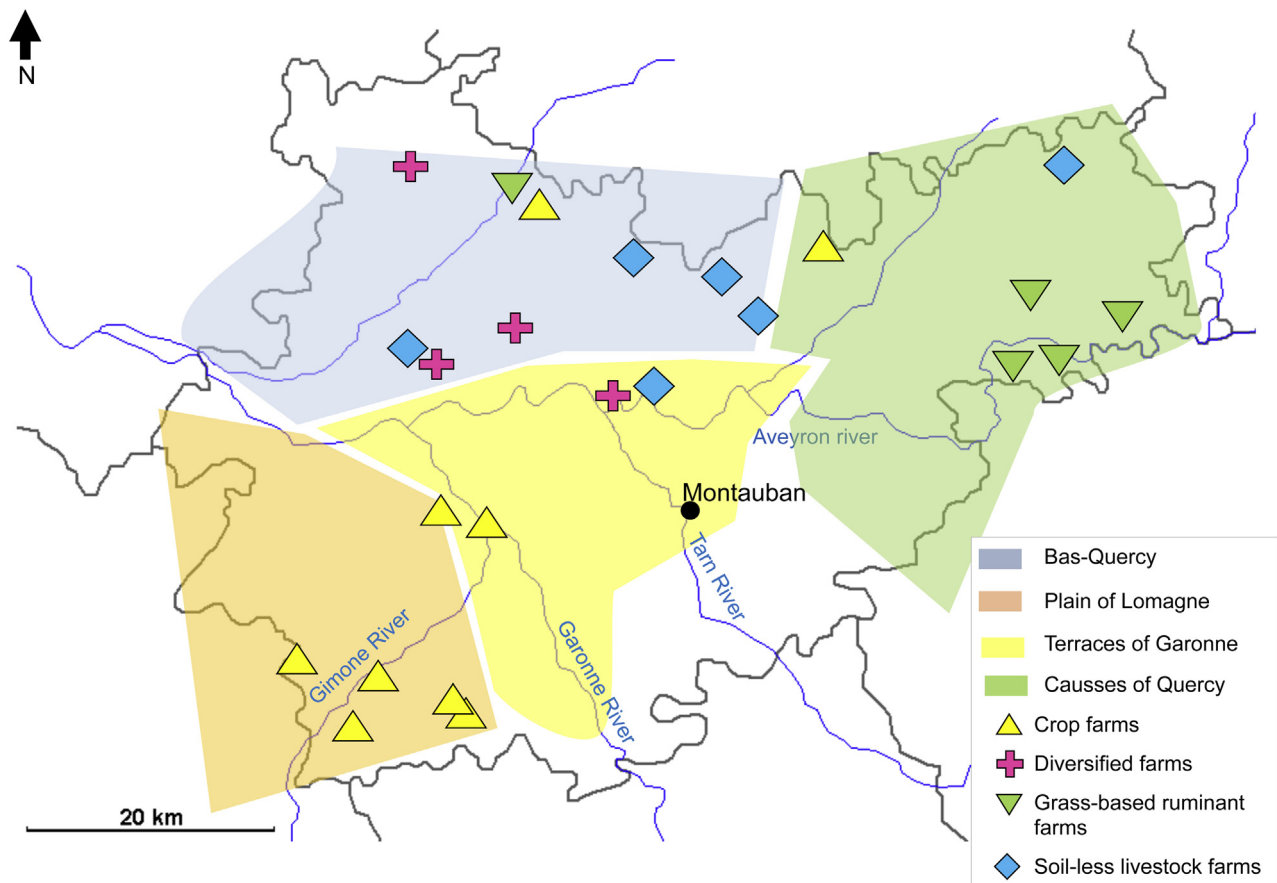 N
Aveyron river
Montauban
Tarn River
Gimone River
Garonne River
20 km
Bas-Quercy
Plain of Lomagne
Terraces of Garonne
Causses of Quercy
Crop farms
Diversified farms
Grass-based ruminant
farms
Soil-less livestock farms